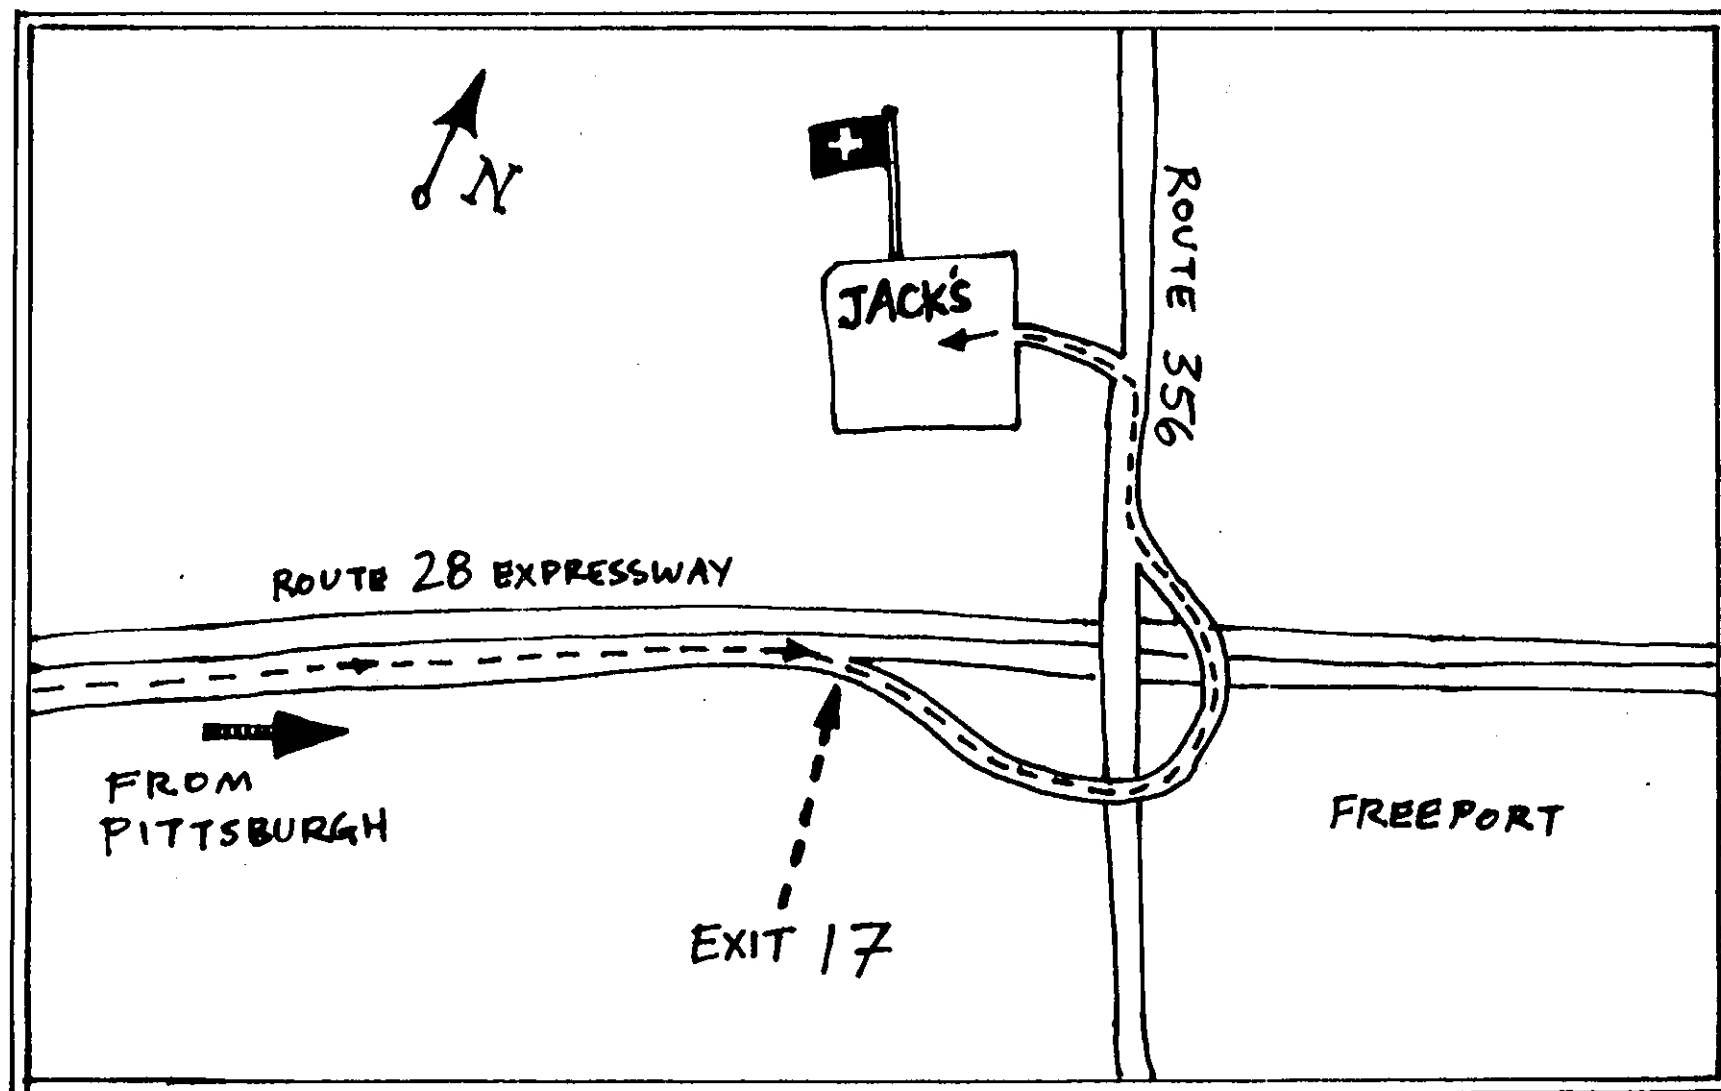 N
JACK'S
ROUTE 356
ROUTE 28 EXPRESSWAY
FROM
PITTSBURGH
FREEPORT
EXIT 17